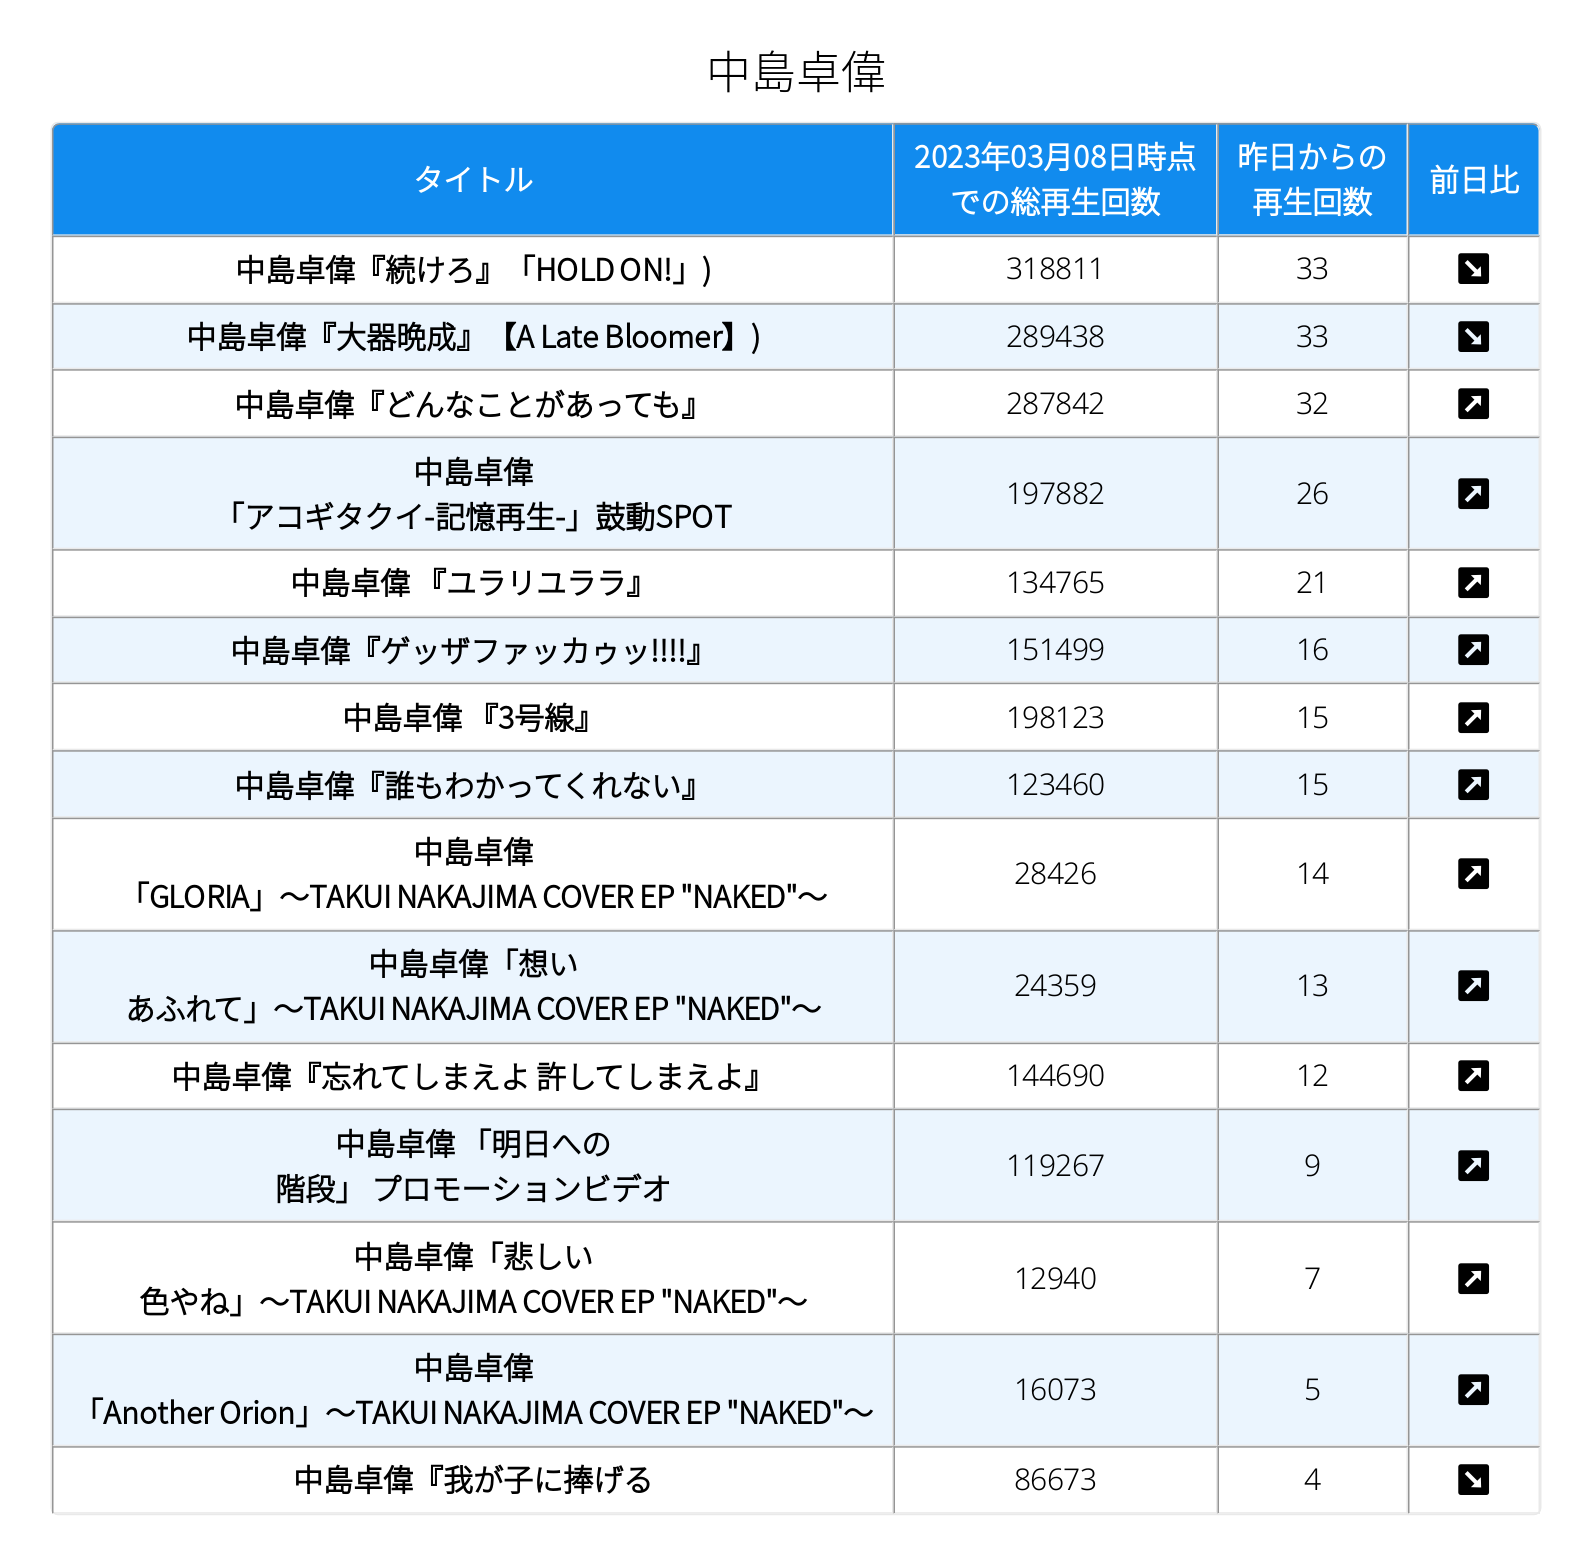 中島卓偉
タイトル
2023年03月08日時点
での総再生回数
昨日からの
再生回数
前日比
中島卓偉『続けろ』「HOLD ON!」)
318811
33
中島卓偉『大器晩成』【A Late Bloomer】)
289438
33
中島卓偉『どんなことがあっても』
287842
32
中島卓偉
「アコギタクイ-記憶再生-」鼓動SPOT
197882
26
中島卓偉 『ユラリユララ』
134765
21
中島卓偉『ゲッザファッカゥッ!!!!』
151499
16
中島卓偉 『3号線』
198123
15
中島卓偉『誰もわかってくれない』
123460
15
中島卓偉
「GLORIA」～TAKUI NAKAJIMA COVER EP "NAKED"～
28426
14
中島卓偉「想い
あふれて」～TAKUI NAKAJIMA COVER EP "NAKED"～
24359
13
中島卓偉『忘れてしまえよ 許してしまえよ』
144690
12
中島卓偉 「明日への
階段」 プロモーションビデオ
119267
9
中島卓偉「悲しい
色やね」～TAKUI NAKAJIMA COVER EP "NAKED"～
12940
7
中島卓偉
「Another Orion」～TAKUI NAKAJIMA COVER EP "NAKED"～
16073
5
中島卓偉『我が子に捧げる
86673
4